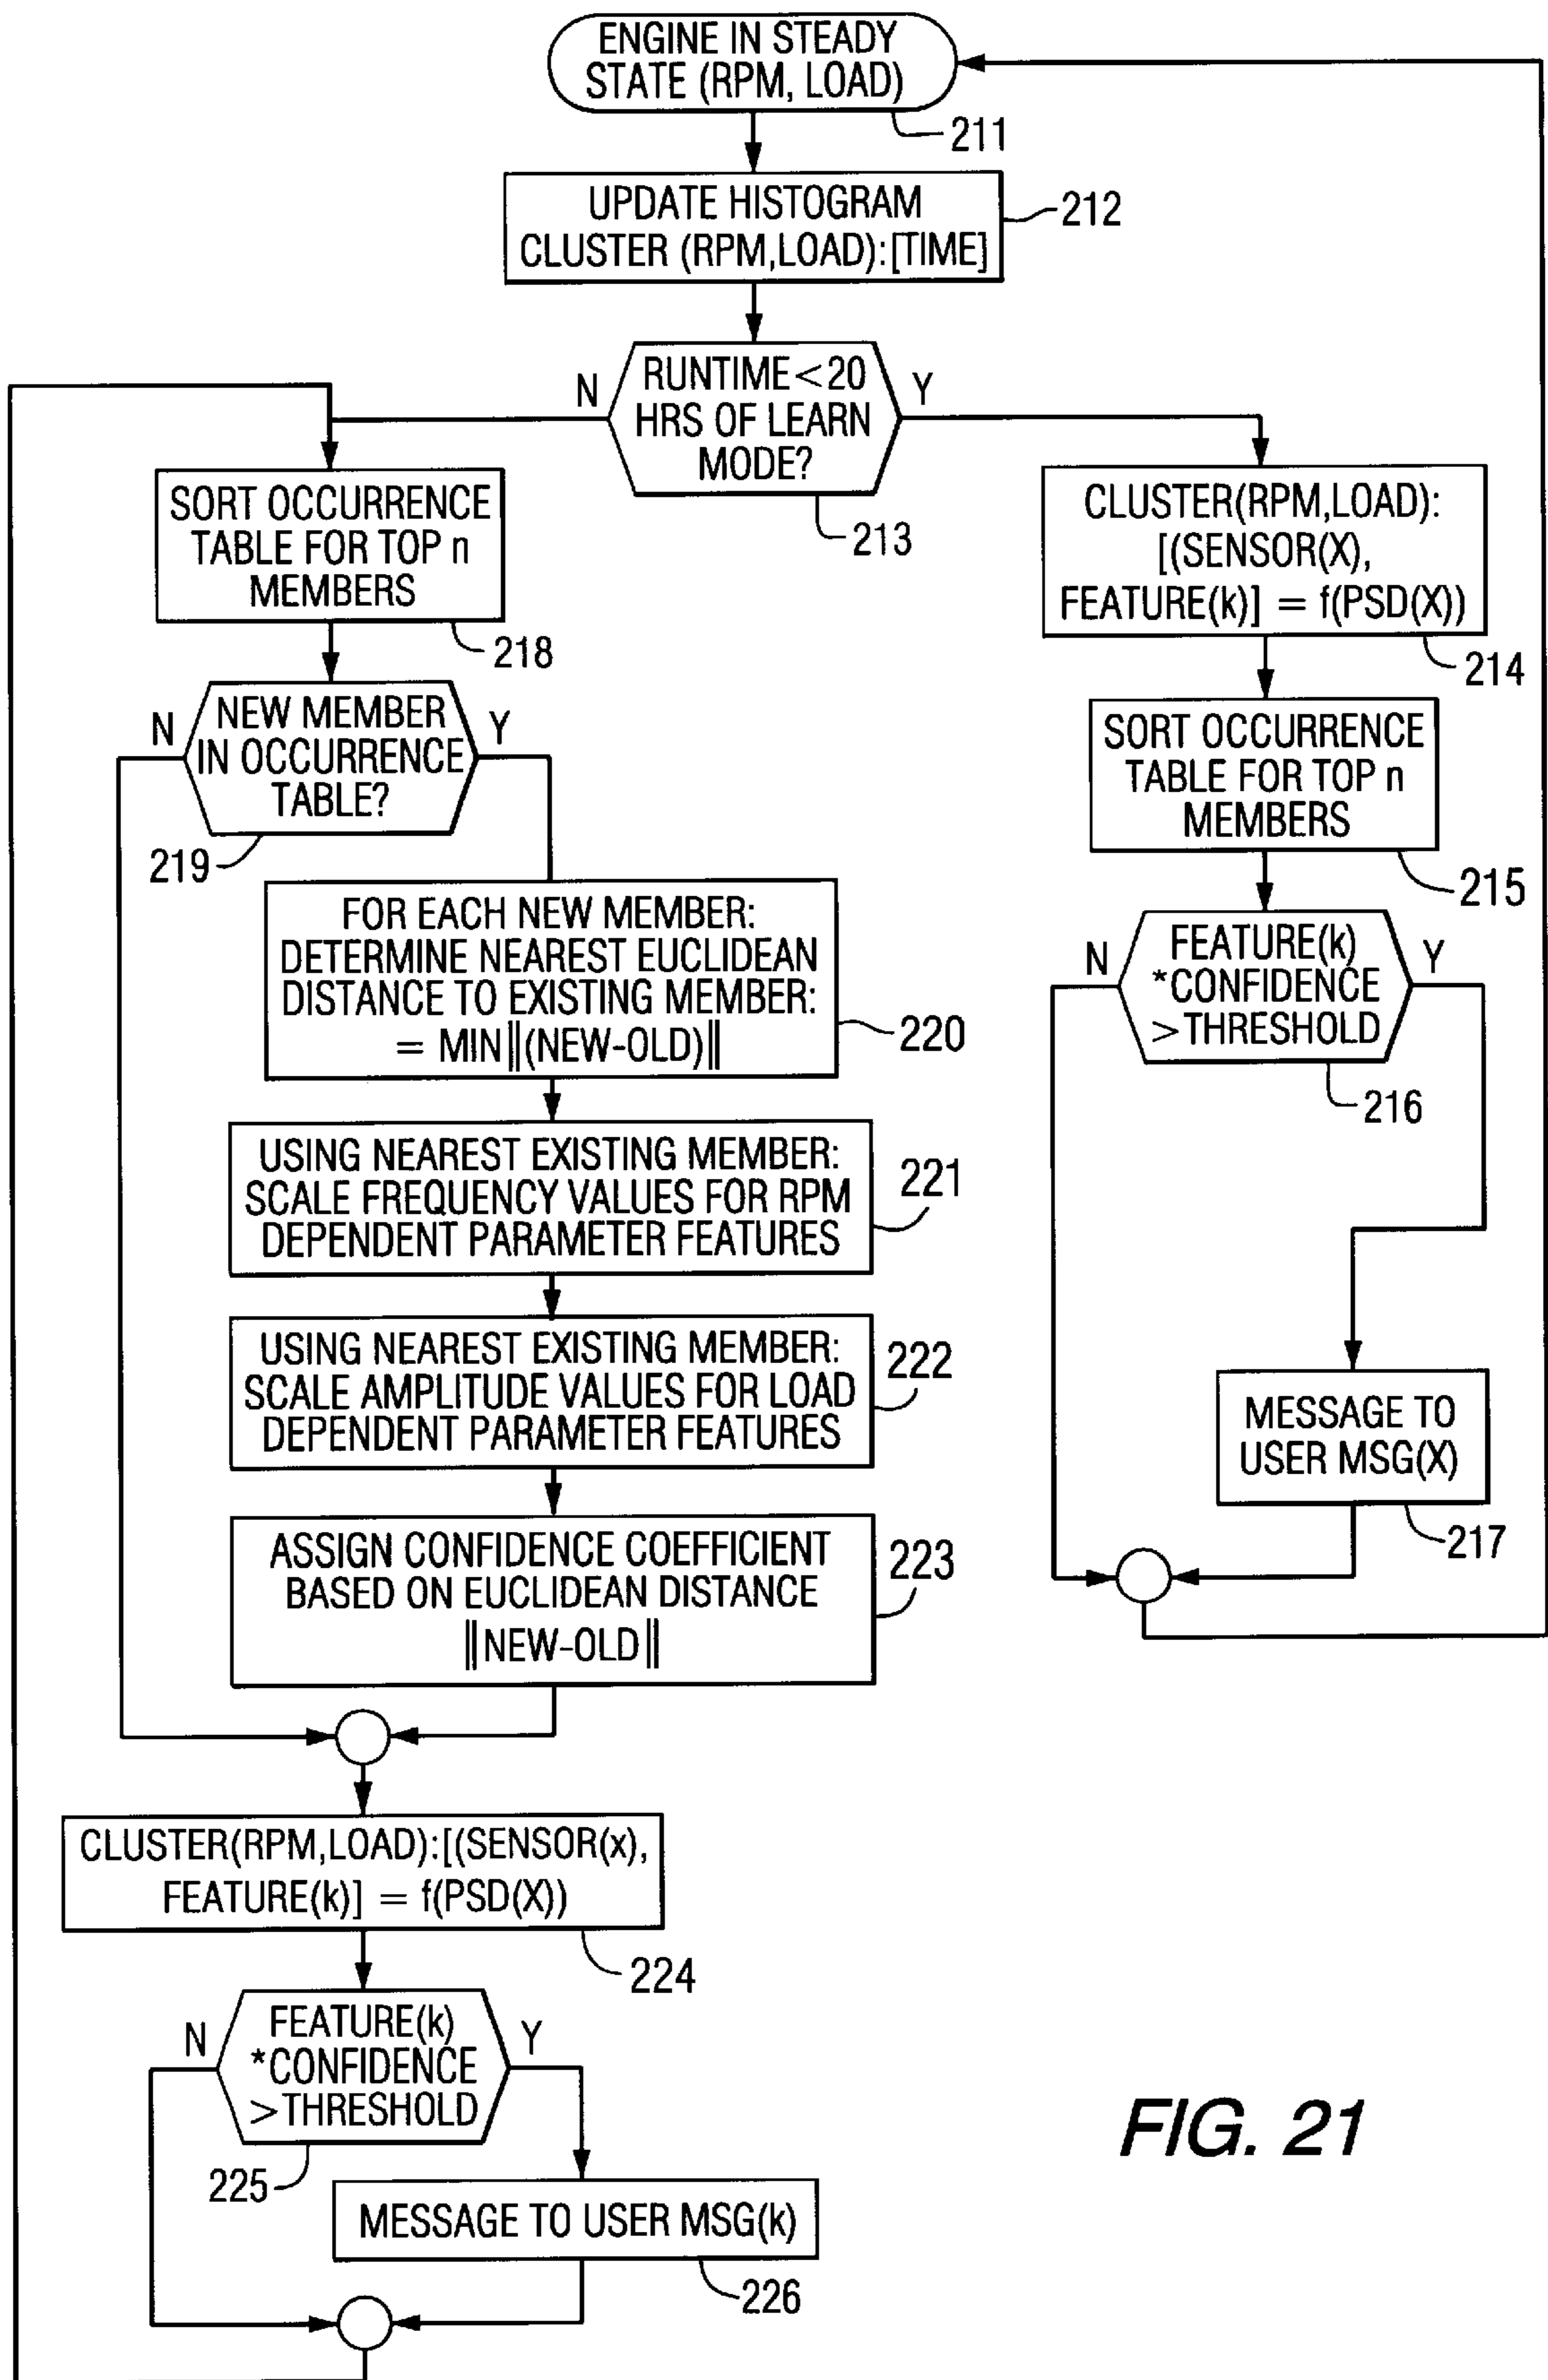 ENGINE IN STEADY
STATE (RPM, LOAD)
211
UPDATE HISTOGRAM
CLUSTER (RPM,LOAD):[TIME]
212
N
RUNTIME<20
HRS OF LEARN
MODE?
Y
213
SORT OCCURRENCE
TABLE FOR TOP n
MEMBERS
218
N
NEW MEMBER
IN OCCURRENCE
TABLE?
Y
219
FOR EACH NEW MEMBER:
DETERMINE NEAREST EUCLIDEAN
DISTANCE TO EXISTING MEMBER:
= MIN||(NEW-OLD)||
220
USING NEAREST EXISTING MEMBER:
SCALE FREQUENCY VALUES FOR RPM
DEPENDENT PARAMETER FEATURES
221
USING NEAREST EXISTING MEMBER:
SCALE AMPLITUDE VALUES FOR LOAD
DEPENDENT PARAMETER FEATURES
222
ASSIGN CONFIDENCE COEFFICIENT
BASED ON EUCLIDEAN DISTANCE
||NEW-OLD||
223
CLUSTER(RPM,LOAD):[(SENSOR(x),
FEATURE(k)] = f(PSD(X))
224
N
FEATURE(k)
*CONFIDENCE
>THRESHOLD
Y
225
MESSAGE TO USER MSG(k)
226
CLUSTER(RPM,LOAD):
[(SENSOR(X),
FEATURE(k)] = f(PSD(X))
214
SORT OCCURRENCE
TABLE FOR TOP n
MEMBERS
215
N
FEATURE(k)
*CONFIDENCE
>THRESHOLD
Y
216
MESSAGE TO
USER MSG(X)
217
FIG. 21